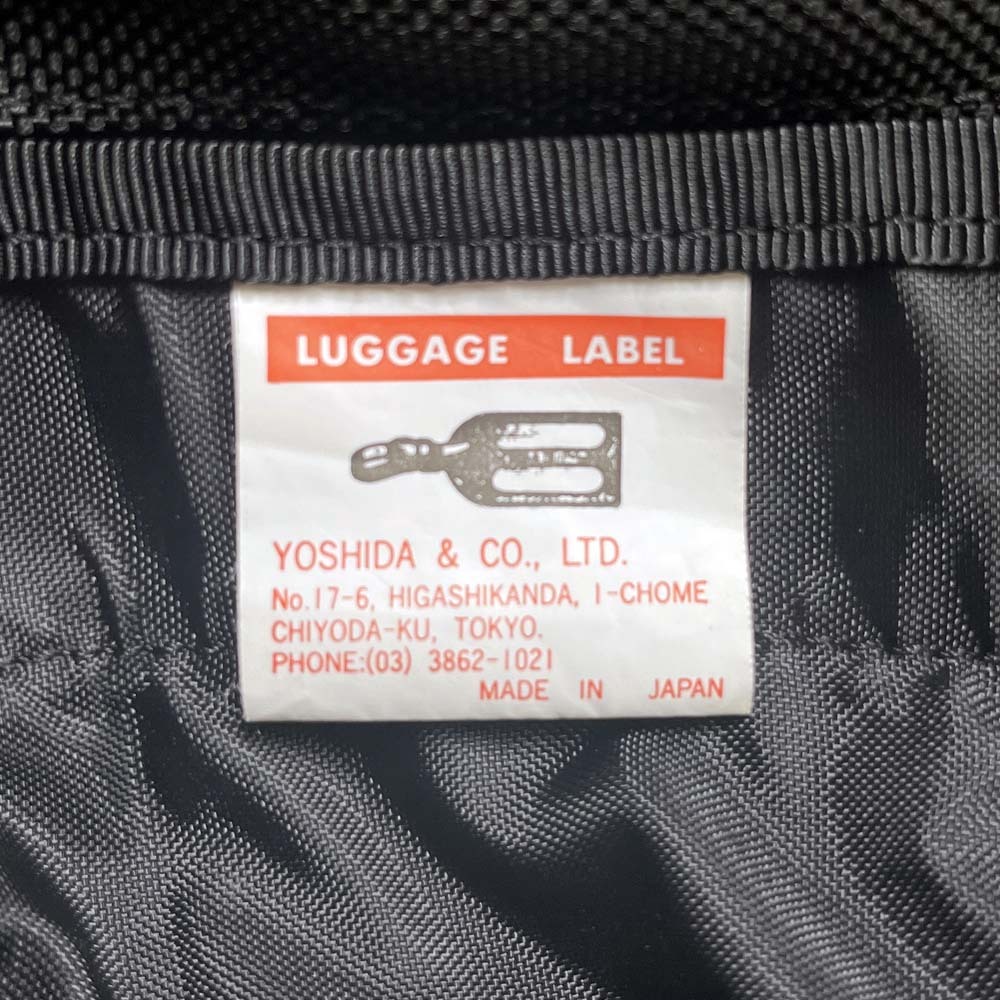 LUGGAGE LABEL
YOSHIDA & CO., LTD.
No.17-6, HIGASHIKANDA, 1-CHOME
CHIYODA-KU, TOKYO.
PHONE:(03) 3862-1021
MADE IN JAPAN